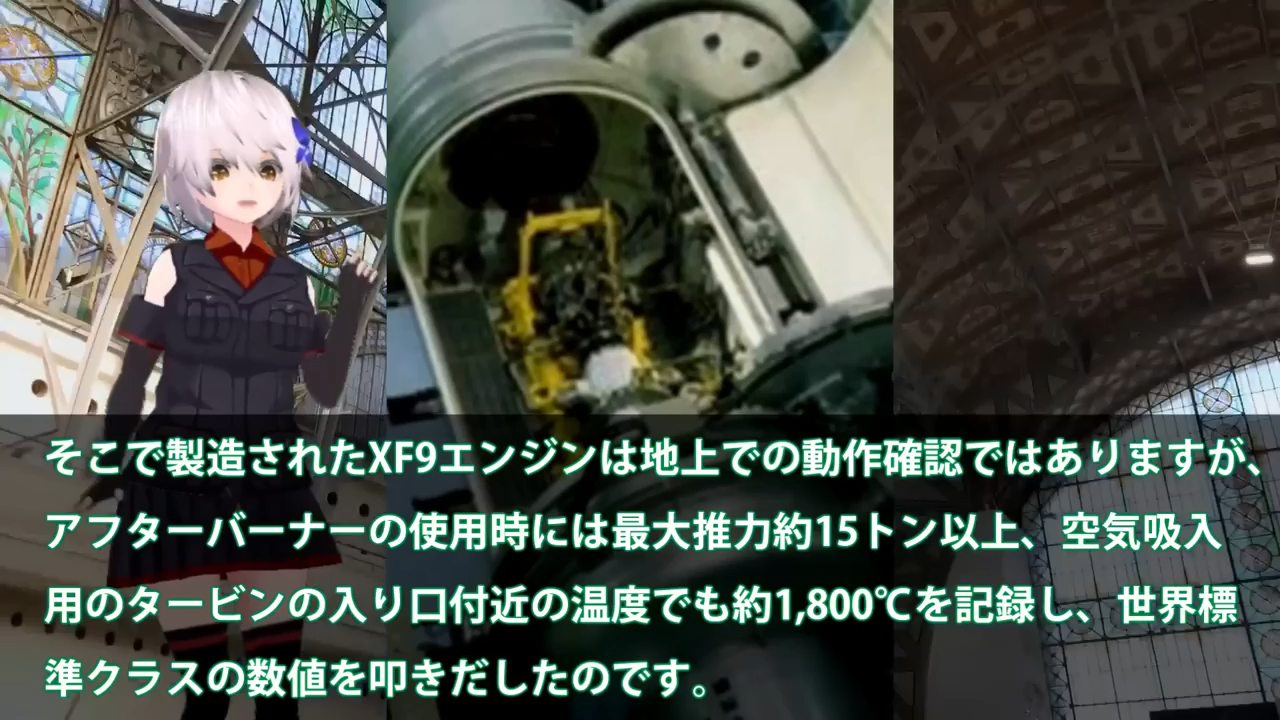 そこで製造されたXF9エンジンは地上での動作確認ではありますが、
アフターバーナーの使用時には最大推力約15トン以上、空気吸入
用のタービンの入り口付近の温度でも約1,800℃を記録し、世界標
準クラスの数値を叩きだしたのです。